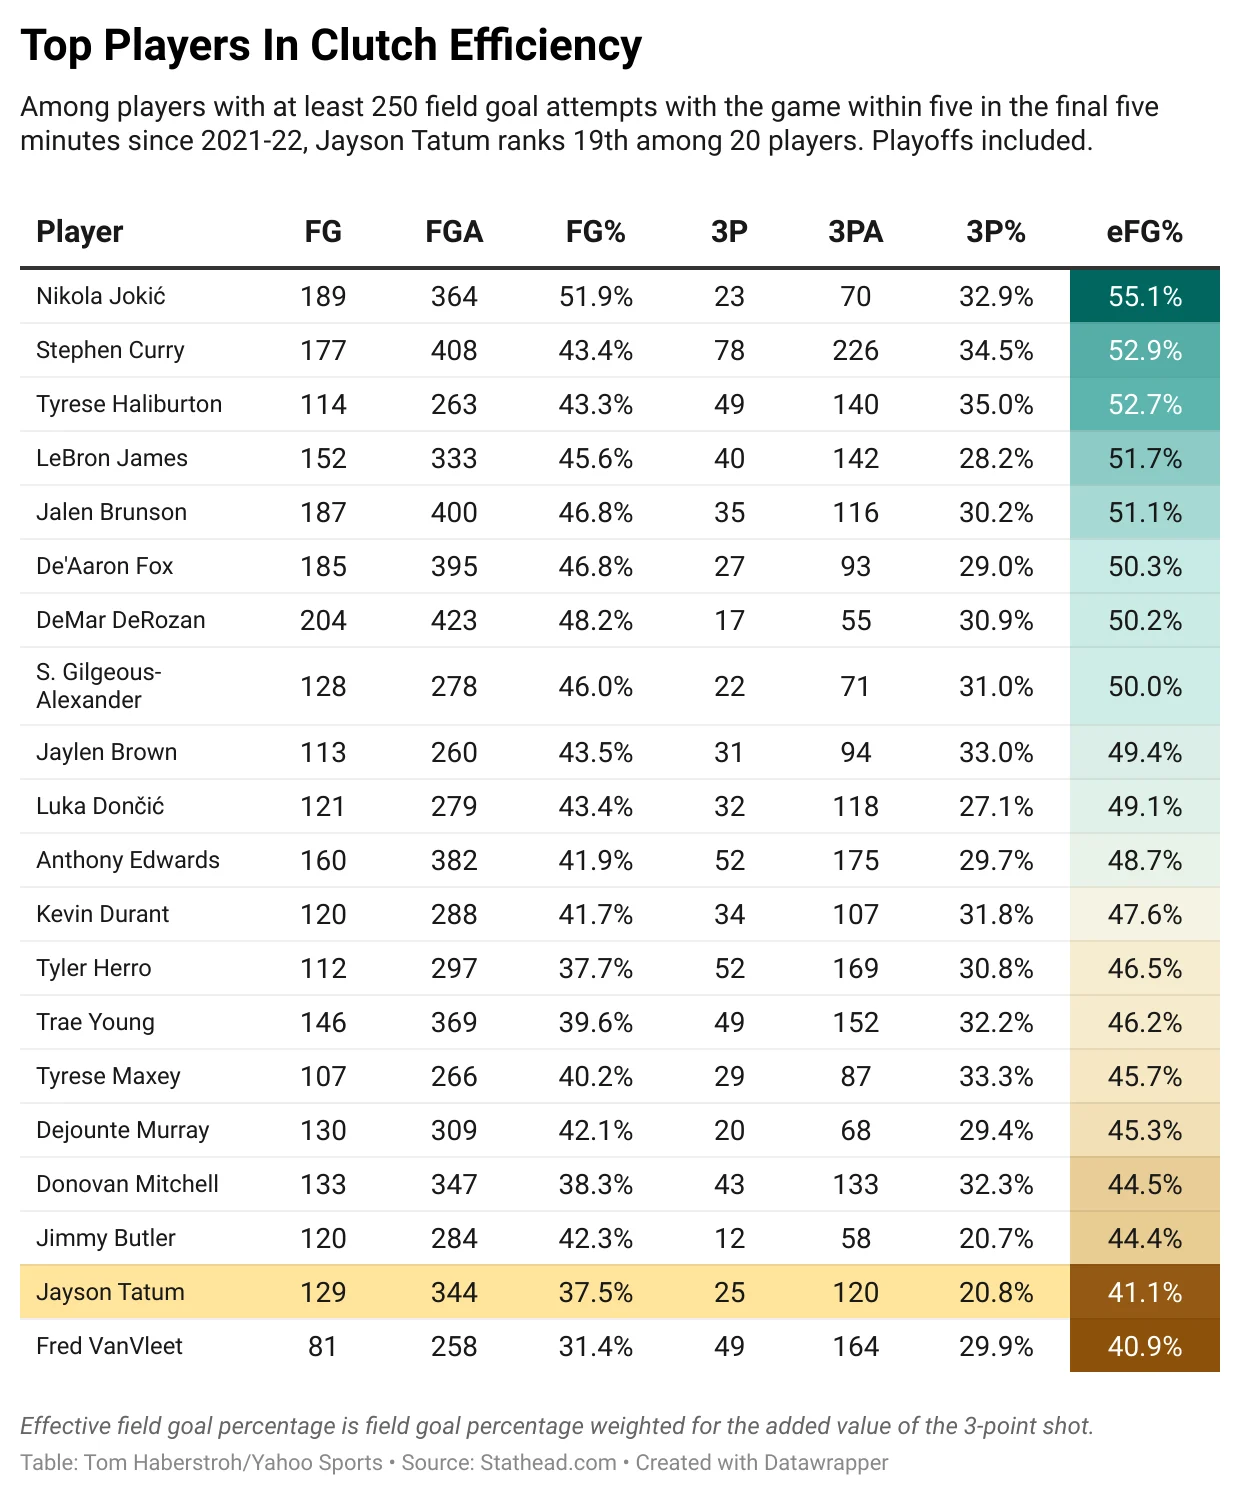 Top Players In Clutch Efficiency
Among players with at least 250 field goal attempts with the game within five in the final five
minutes since 2021-22, Jayson Tatum ranks 19th among 20 players. Playoffs included.
Player FG FGA FG% 3P 3PA 3P% eFG%
Nikola Jokić 189 364 51.9% 23 70 32.9% 55.1%
Stephen Curry 177 408 43.4% 78 226 34.5% 52.9%
Tyrese Haliburton 114 263 43.3% 49 140 35.0% 52.7%
LeBron James 152 333 45.6% 40 142 28.2% 51.7%
Jalen Brunson 187 400 46.8% 35 116 30.2% 51.1%
De'Aaron Fox 185 395 46.8% 27 93 29.0% 50.3%
DeMar DeRozan 204 423 48.2% 17 55 30.9% 50.2%
S. Gilgeous-
Alexander 128 278 46.0% 22 71 31.0% 50.0%
Jaylen Brown 113 260 43.5% 31 94 33.0% 49.4%
Luka Dončić 121 279 43.4% 32 118 27.1% 49.1%
Anthony Edwards 160 382 41.9% 52 175 29.7% 48.7%
Kevin Durant 120 288 41.7% 34 107 31.8% 47.6%
Tyler Herro 112 297 37.7% 52 169 30.8% 46.5%
Trae Young 146 369 39.6% 49 152 32.2% 46.2%
Tyrese Maxey 107 266 40.2% 29 87 33.3% 45.7%
Dejounte Murray 130 309 42.1% 20 68 29.4% 45.3%
Donovan Mitchell 133 347 38.3% 43 133 32.3% 44.5%
Jimmy Butler 120 284 42.3% 12 58 20.7% 44.4%
Jayson Tatum 129 344 37.5% 25 120 20.8% 41.1%
Fred VanVleet 81 258 31.4% 49 164 29.9% 40.9%
Effective field goal percentage is field goal percentage weighted for the added value of the 3-point shot.
Table: Tom Haberstroh/Yahoo Sports • Source: Stathead.com • Created with Datawrapper